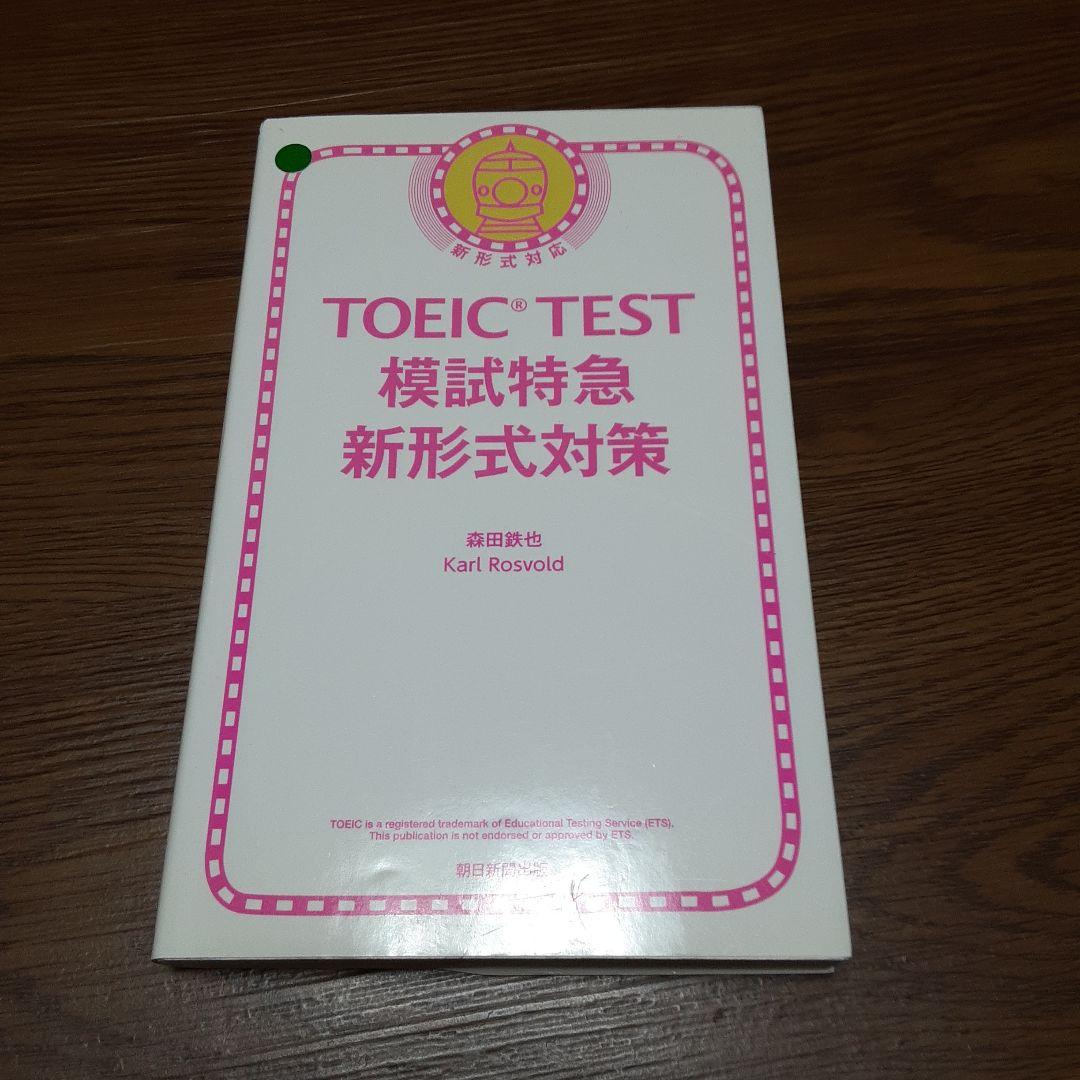 新形式対応
TOEIC® TEST
模試特急
新形式対策
森田鉄也
Karl Rosvold
TOEIC is a registered trademark of Educational Testing Service (ETS).
This publication is not endorsed or approved by ETS.
朝日新聞出版